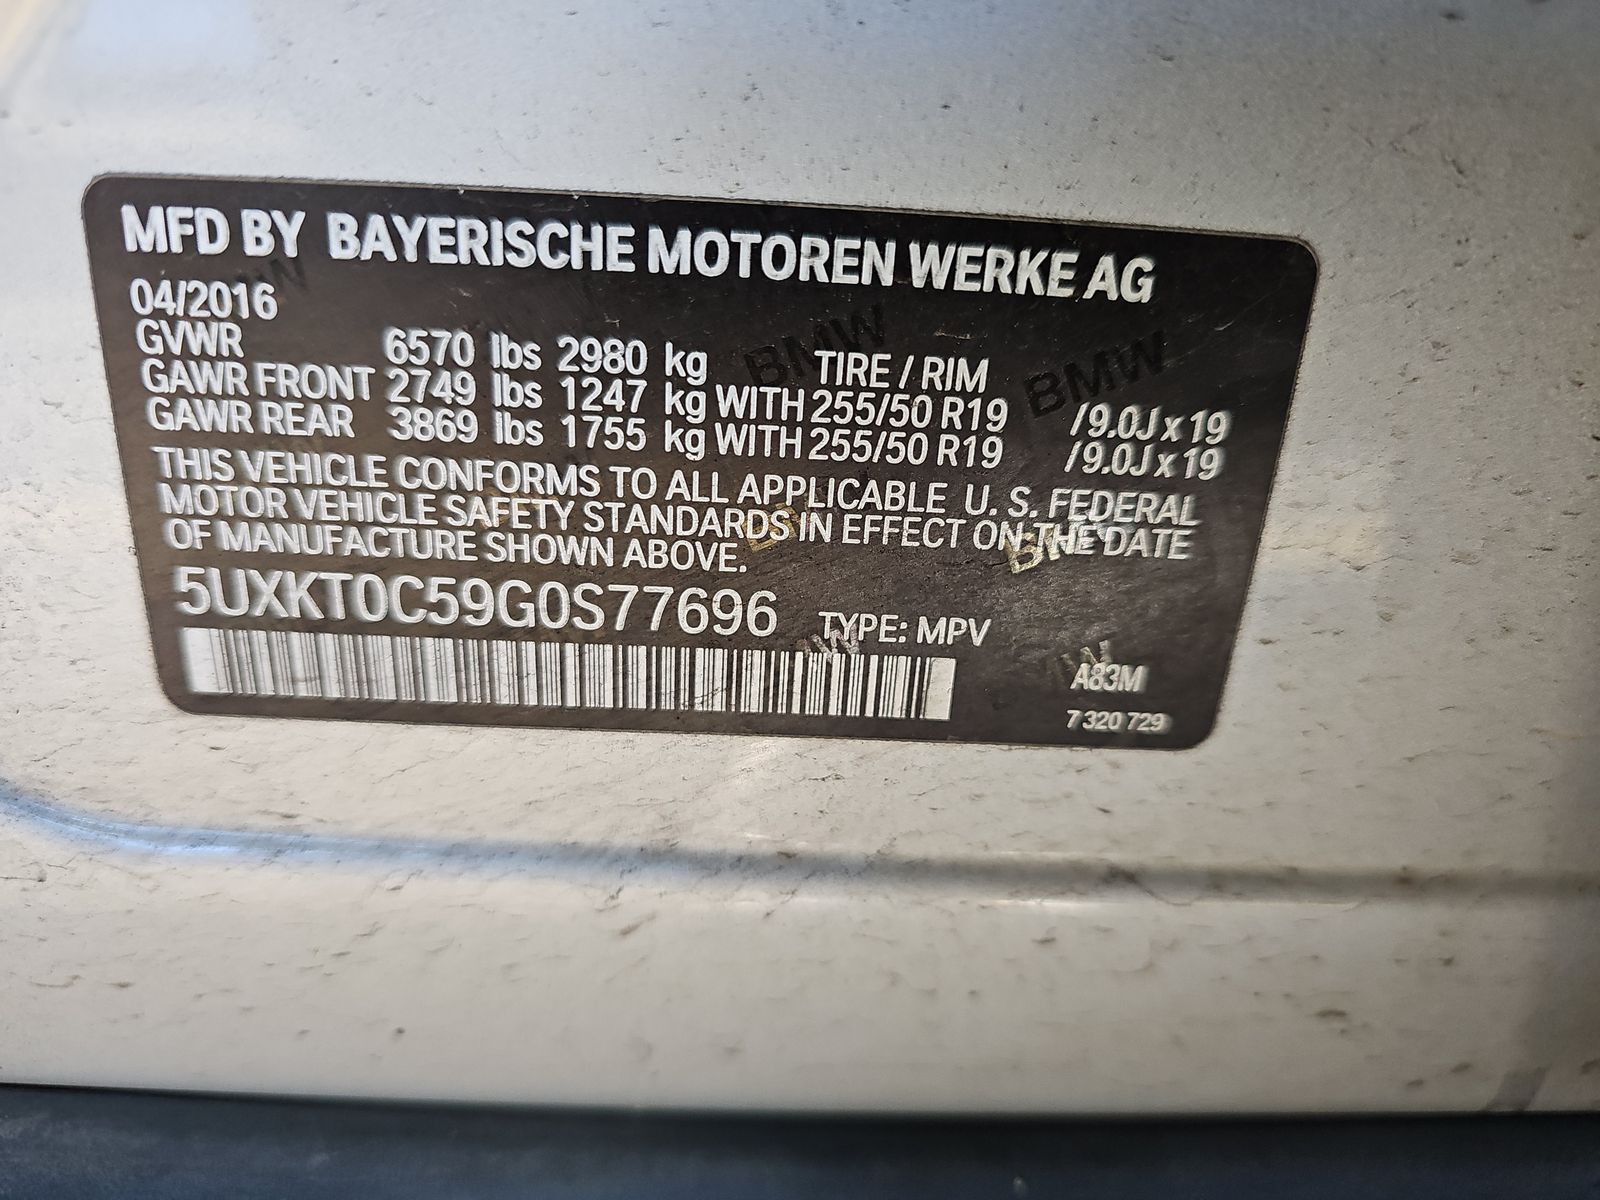 MFD BY BAYERISCHE MOTOREN WERKE AG
04/2016
GVWR 6570 lbs 2980 kg TIRE / RIM
GAWR FRONT 2749 lbs 1247 kg WITH 255/50 R19 /9.0J x 19
GAWR REAR 3869 lbs 1755 kg WITH 255/50 R19 /9.0J x 19
THIS VEHICLE CONFORMS TO ALL APPLICABLE U. S. FEDERAL
MOTOR VEHICLE SAFETY STANDARDS IN EFFECT ON THE DATE
OF MANUFACTURE SHOWN ABOVE.
5UXKT0C59G0S77696 TYPE: MPV
A83M
7 320 729
BMW
BMW